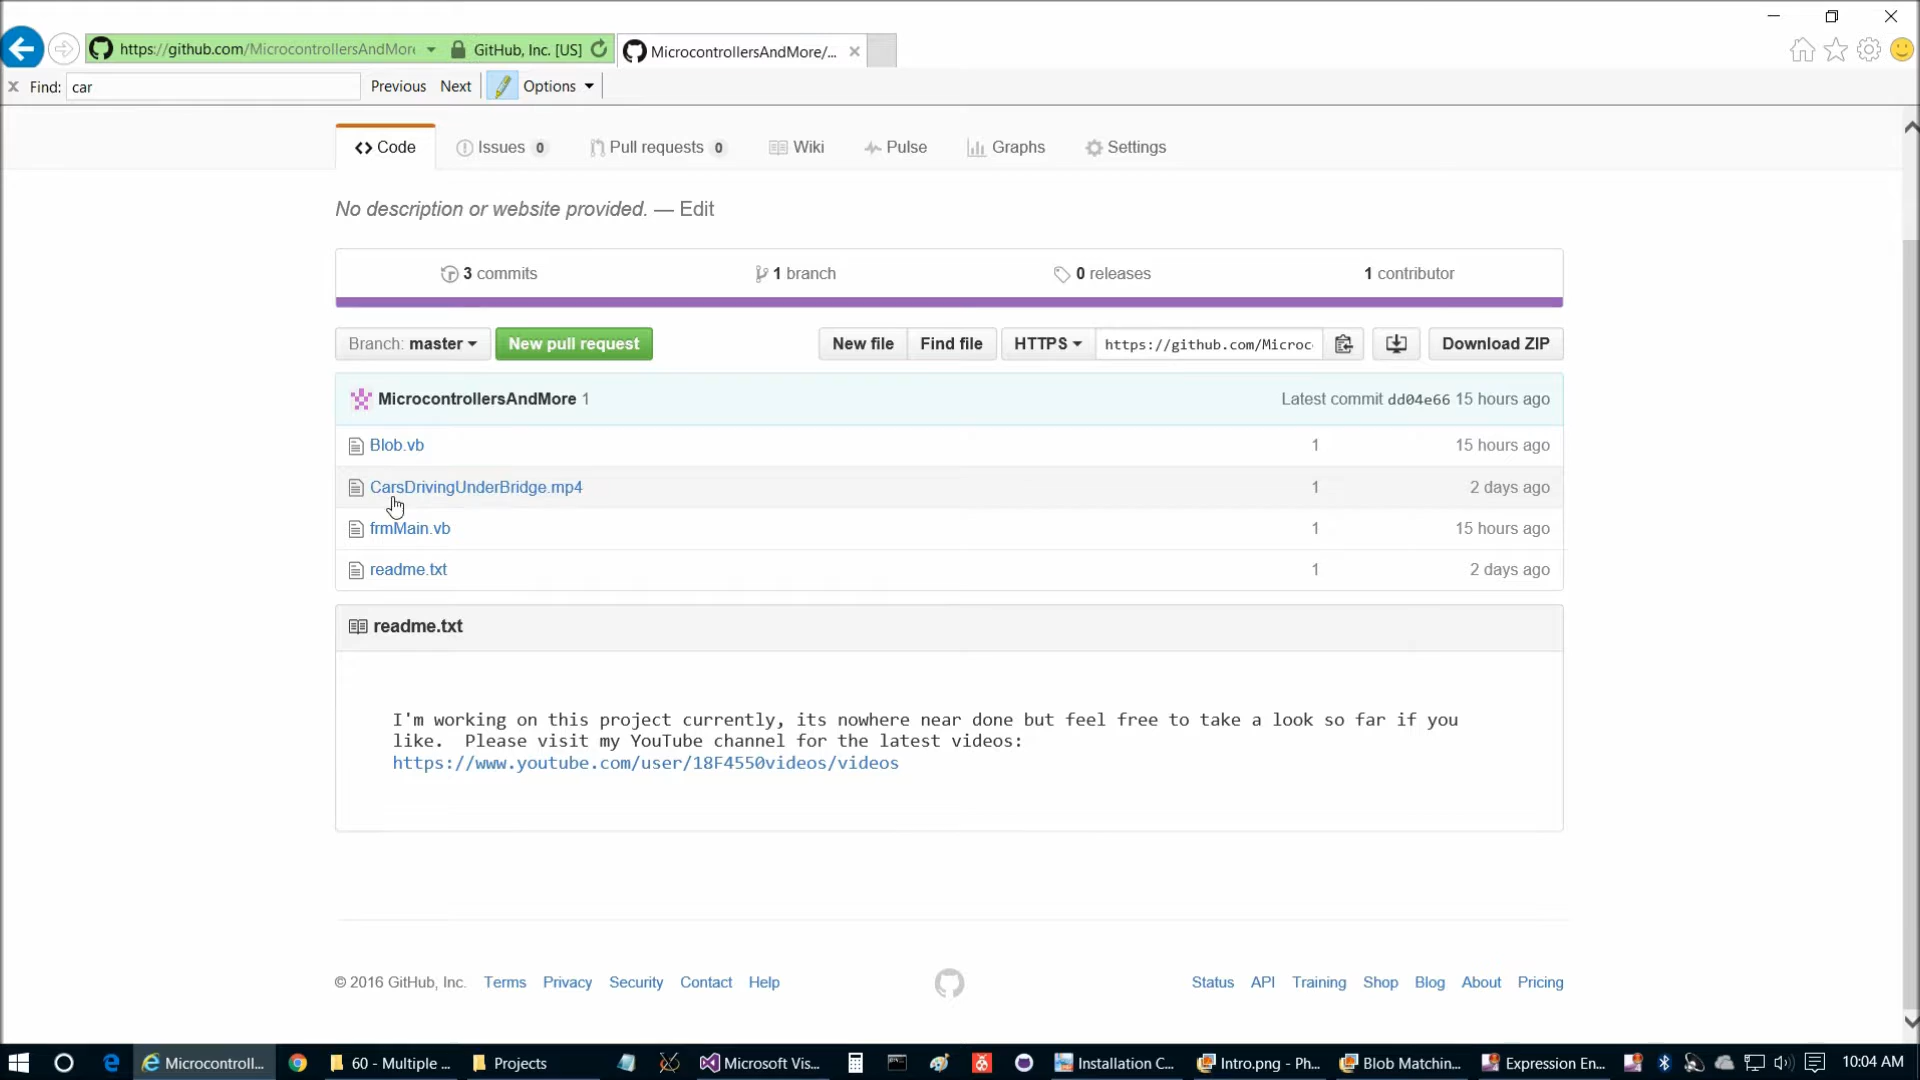 https://github.com/MicrocontrollersAndMore
GitHub, Inc. [US]
MicrocontrollersAndMore/...
x Find: car Previous Next Options
Code Issues 0 Pull requests 0 Wiki Pulse Graphs Settings
No description or website provided. — Edit
3 commits 1 branch 0 releases 1 contributor
Branch: master New pull request New file Find file HTTPS https://github.com/Microc Download ZIP
MicrocontrollersAndMore 1 Latest commit dd04e66 15 hours ago
Blob.vb 1 15 hours ago
CarsDrivingUnderBridge.mp4 1 2 days ago
frmMain.vb 1 15 hours ago
readme.txt 1 2 days ago
readme.txt
I'm working on this project currently, its nowhere near done but feel free to take a look so far if you
like. Please visit my YouTube channel for the latest videos:
https://www.youtube.com/user/18F4550videos/videos
© 2016 GitHub, Inc. Terms Privacy Security Contact Help Status API Training Shop Blog About Pricing
Microcontroll... 60 - Multiple ... Projects Microsoft Vis... Installation C... Intro.png - Ph... Blob Matchin... Expression En... 10:04 AM